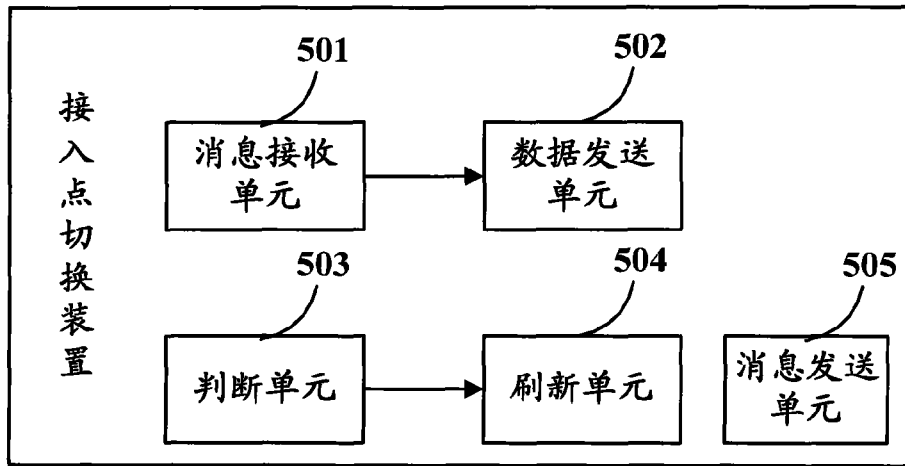 接入点切换装置
501
502
消息接收
单元
数据发送
单元
503
504
505
判断单元
刷新单元
消息发送
单元